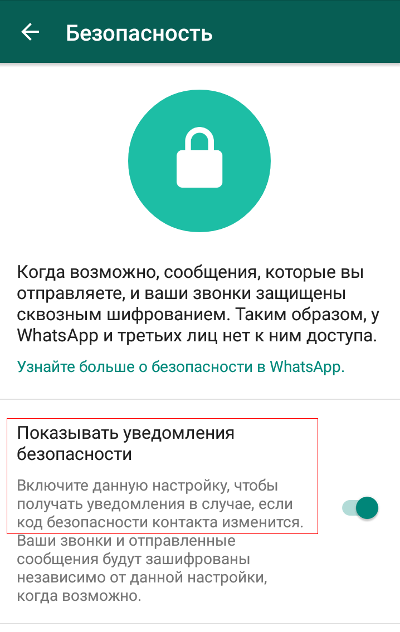 Безопасность
Когда возможно, сообщения, которые вы
отправляете, и ваши звонки защищены
сквозным шифрованием. Таким образом, у
WhatsApp и третьих лиц нет к ним доступа.
Узнайте больше о безопасности в WhatsApp.
Показывать уведомления
безопасности
Включите данную настройку, чтобы
получать уведомления в случае, если
код безопасности контакта изменится.
Ваши звонки и отправленные
сообщения будут зашифрованы
независимо от данной настройки,
когда возможно.